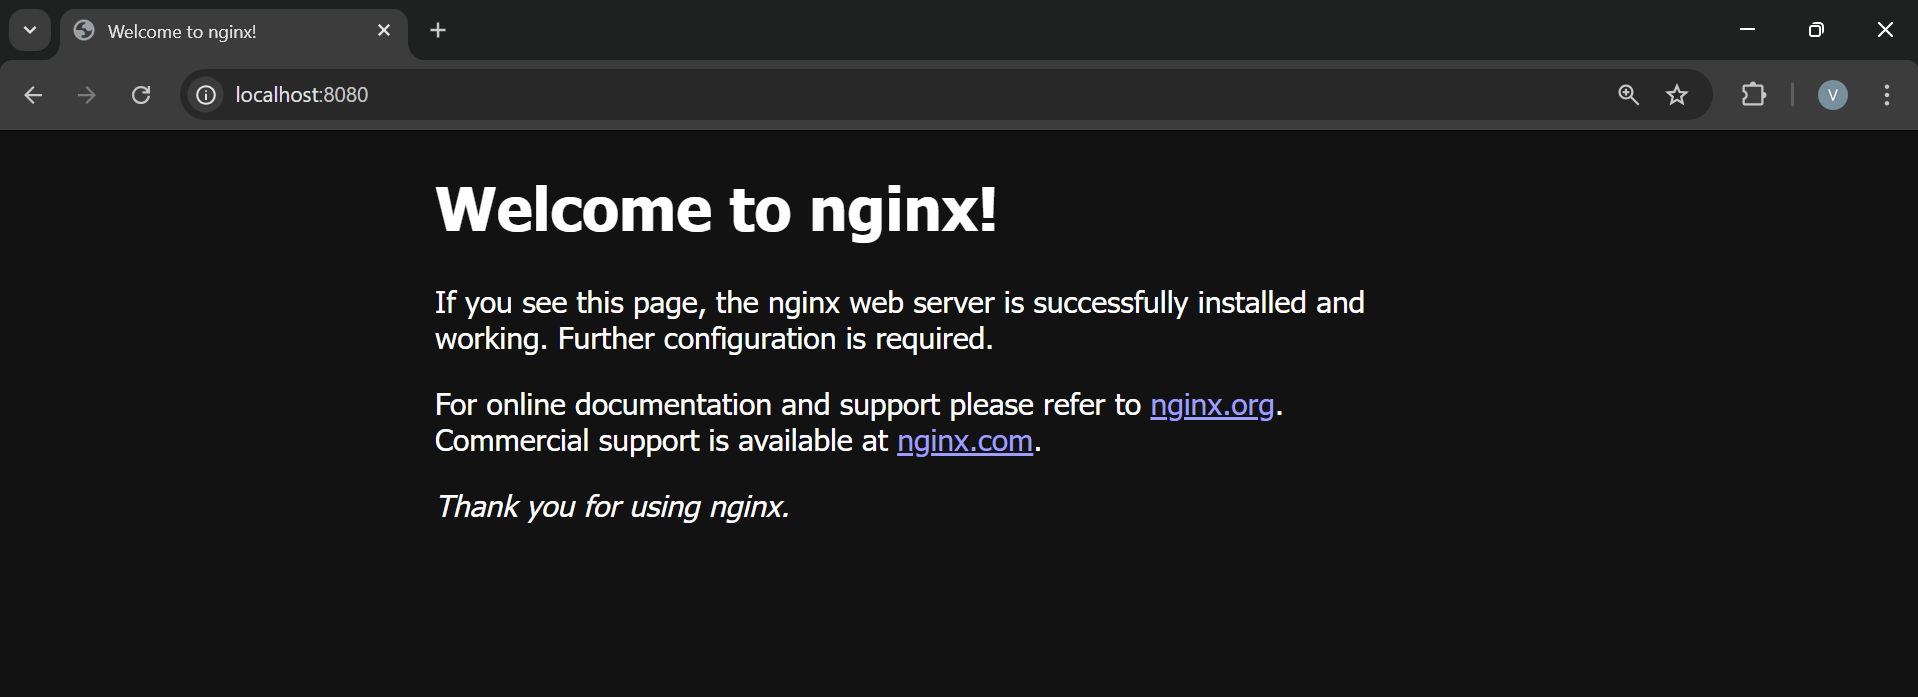 Welcome to nginx!
localhost:8080
V
Welcome to nginx!
If you see this page, the nginx web server is successfully installed and
working. Further configuration is required.
For online documentation and support please refer to nginx.org.
Commercial support is available at nginx.com.
Thank you for using nginx.